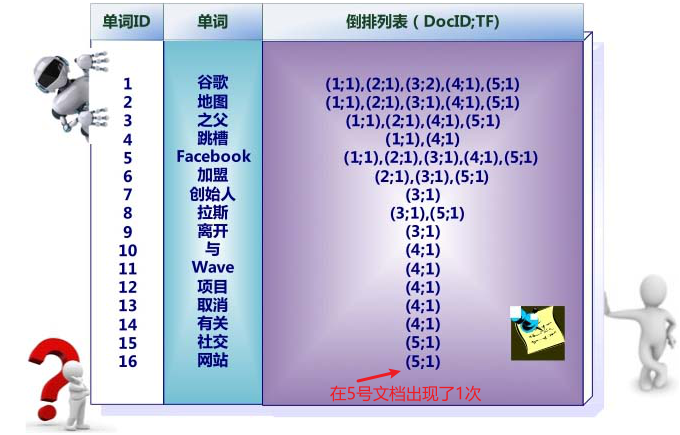 单词ID 单词 倒排列表（DocID;TF)
1 谷歌 (1;1),(2;1),(3;2),(4;1),(5;1)
2 地图 (1;1),(2;1),(3;1),(4;1),(5;1)
3 之父 (1;1),(2;1),(4;1),(5;1)
4 跳槽 (1;1),(4;1)
5 Facebook (1;1),(2;1),(3;1),(4;1),(5;1)
6 加盟 (2;1),(3;1),(5;1)
7 创始人 (3;1)
8 拉斯 (3;1),(5;1)
9 离开 (3;1)
10 与 (4;1)
11 Wave (4;1)
12 项目 (4;1)
13 取消 (4;1)
14 有关 (4;1)
15 社交 (5;1)
16 网站 (5;1)
在5号文档出现了1次